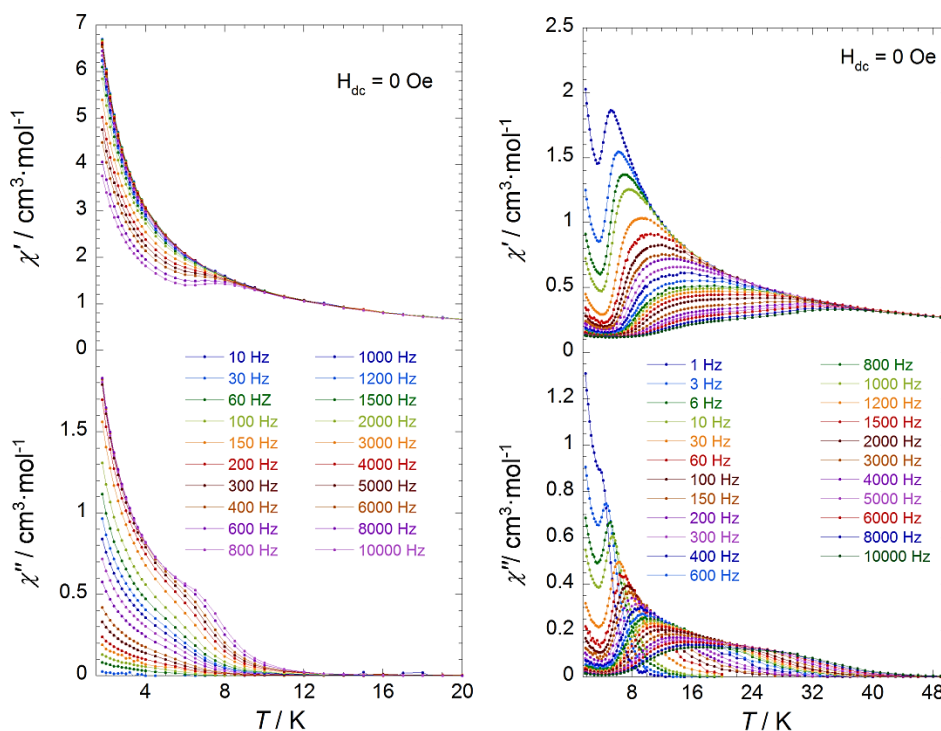 7
6
5
4
3
2
1
0
χ′ / cm³·mol⁻¹
H_dc = 0 Oe
1.5
1
0.5
0
χ″ / cm³·mol⁻¹
10 Hz
30 Hz
60 HZ
100 Hz
150 Hz
200 Hz
300 Hz
400 Hz
600 Hz
800 Hz
1000 Hz
1200 Hz
1500 Hz
2000 Hz
3000 Hz
4000 Hz
5000 Hz
6000 Hz
8000 Hz
10000 Hz
4 8 12 16 20
T / K
2.5
2
1.5
1
0.5
0
χ′ / cm³·mol⁻¹
H_dc = 0 Oe
1.2
1
0.8
0.6
0.4
0.2
0
χ″/ cm³·mol⁻¹
1 Hz
3 Hz
6 Hz
10 Hz
30 Hz
60 Hz
100 Hz
150 Hz
200 Hz
300 Hz
400 Hz
600 Hz
800 Hz
1000 Hz
1200 Hz
1500 Hz
2000 Hz
3000 Hz
4000 Hz
5000 Hz
6000 Hz
8000 Hz
10000 Hz
8 16 24 32 40 48
T / K